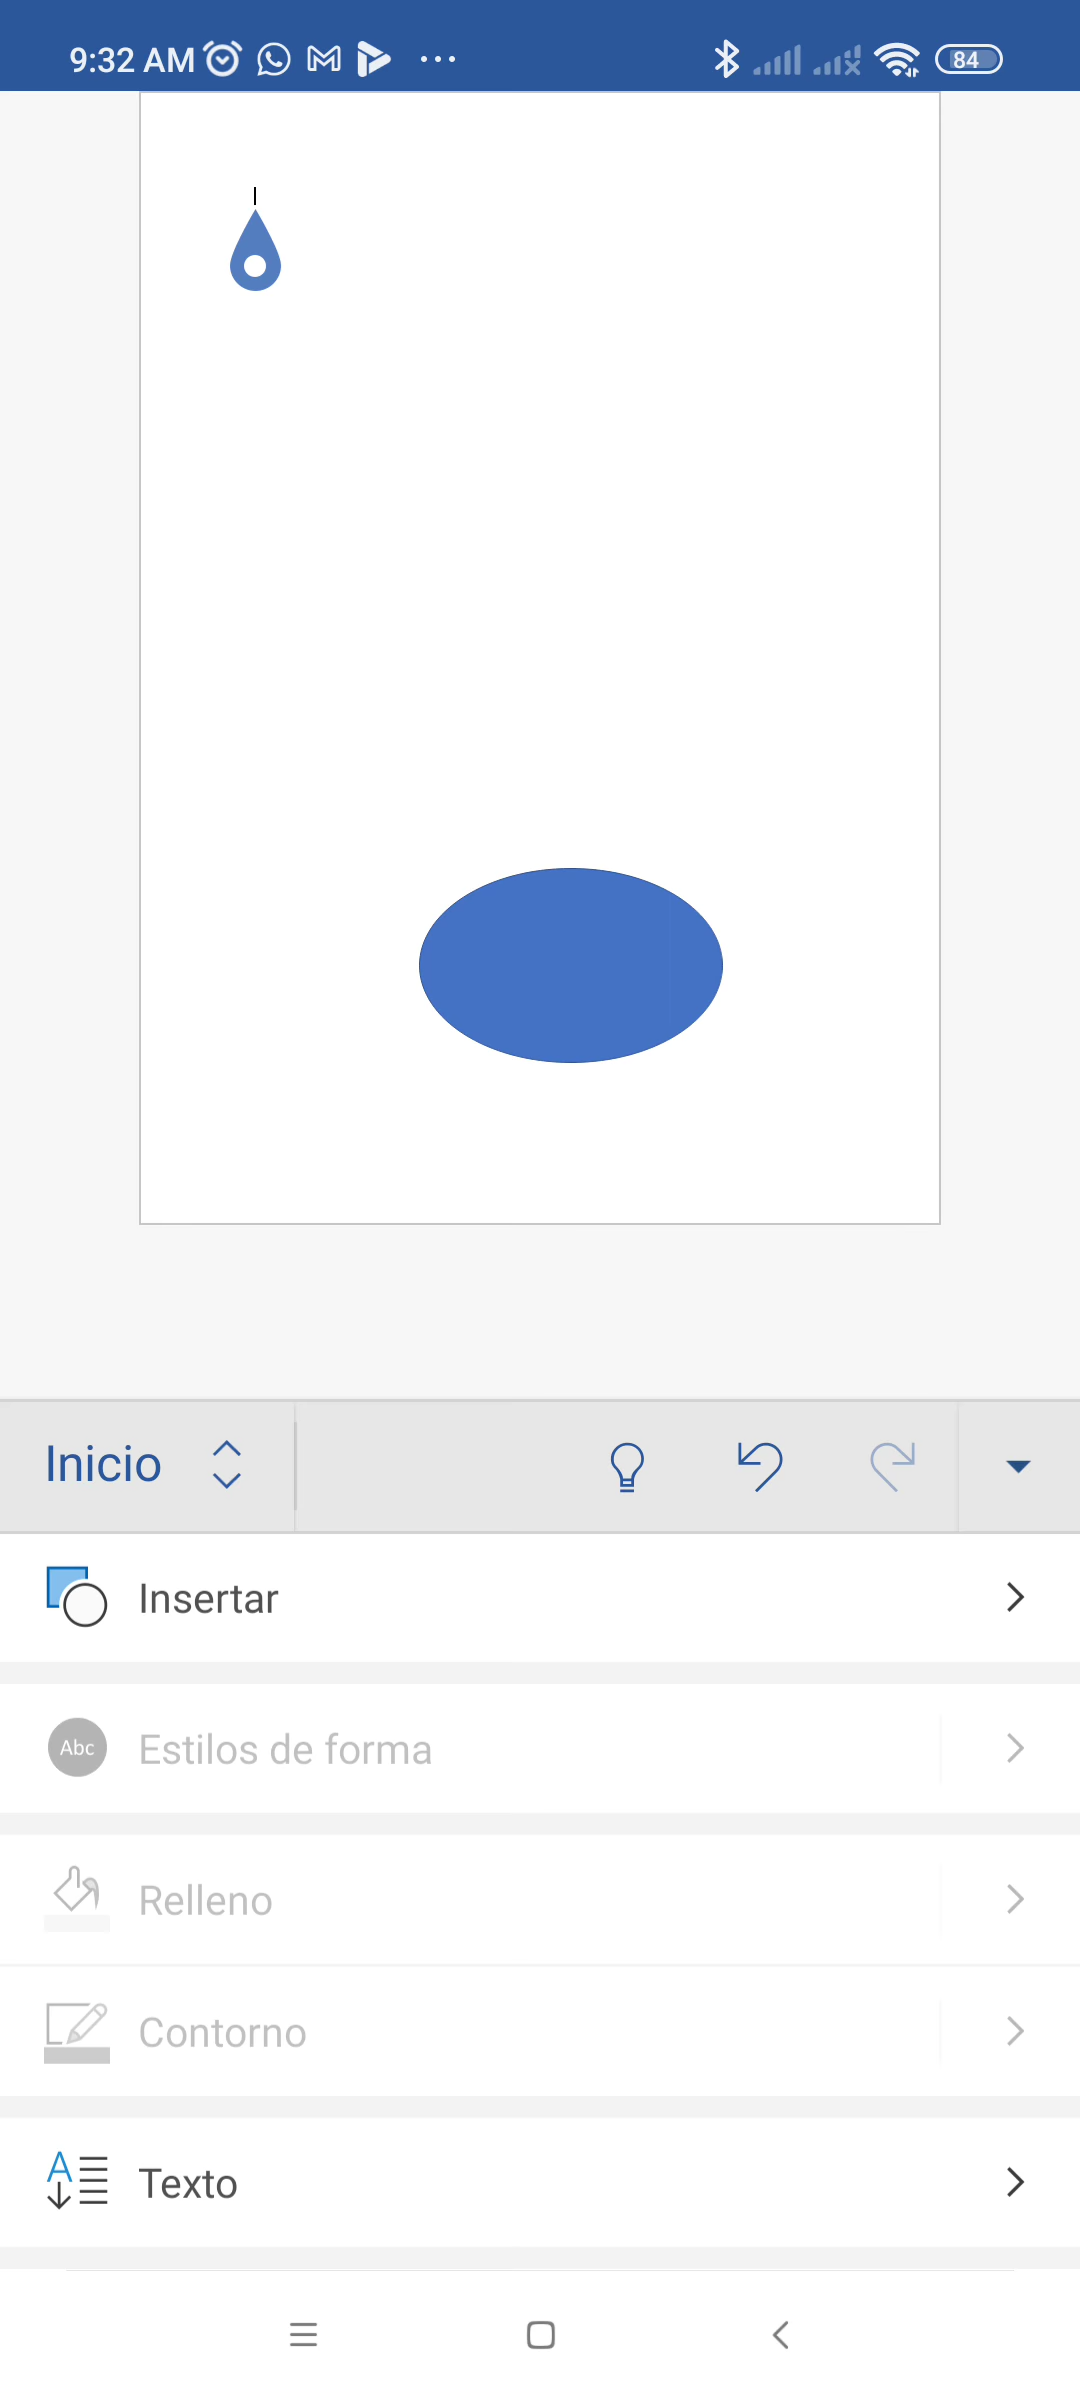 9:32 AM
84
Inicio
Insertar
Abc
Estilos de forma
Relleno
Contorno
A
Texto